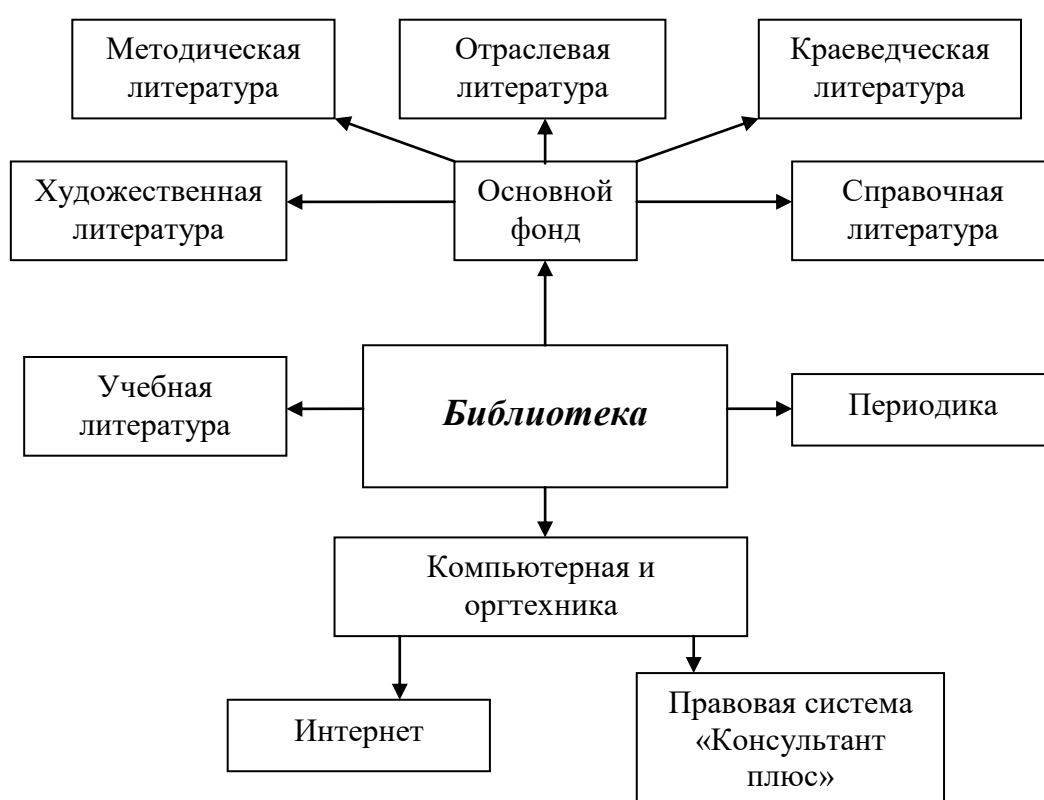 Методическая
литература
Отраслевая
литература
Краеведческая
литература
Художественная
литература
Основной
фонд
Справочная
литература
Учебная
литература
Библиотека
Периодика
Компьютерная и
оргтехника
Интернет
Правовая система
«Консультант
плюс»